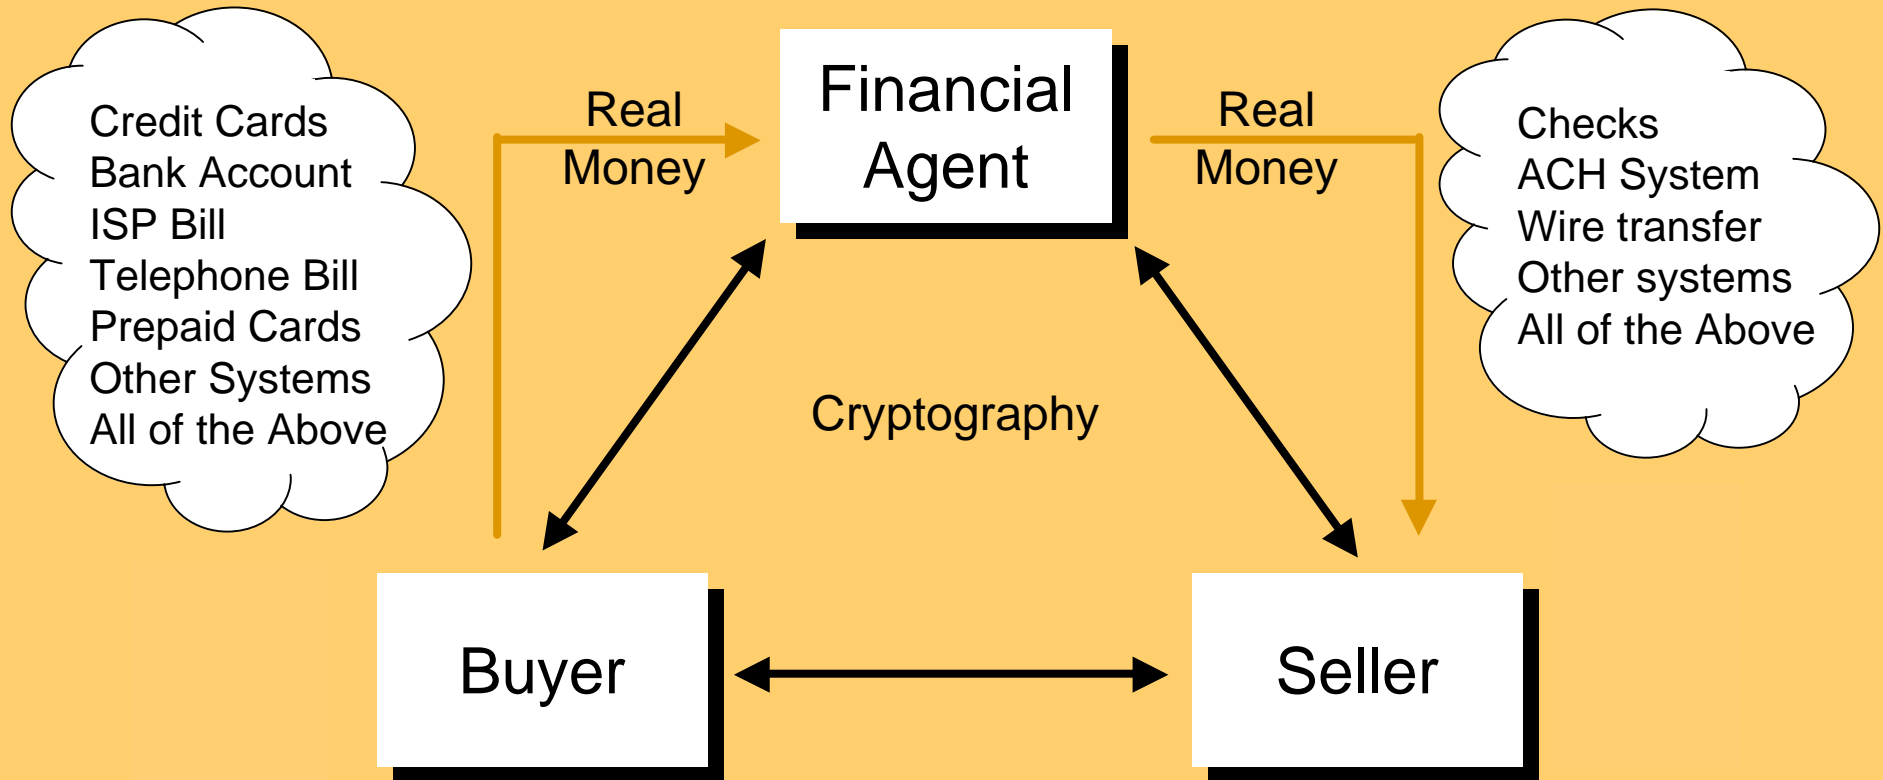 Credit Cards
Bank Account
ISP Bill
Telephone Bill
Prepaid Cards
Other Systems
All of the Above
Real
Money
Financial
Agent
Real
Money
Checks
ACH System
Wire transfer
Other systems
All of the Above
Cryptography
Buyer
Seller